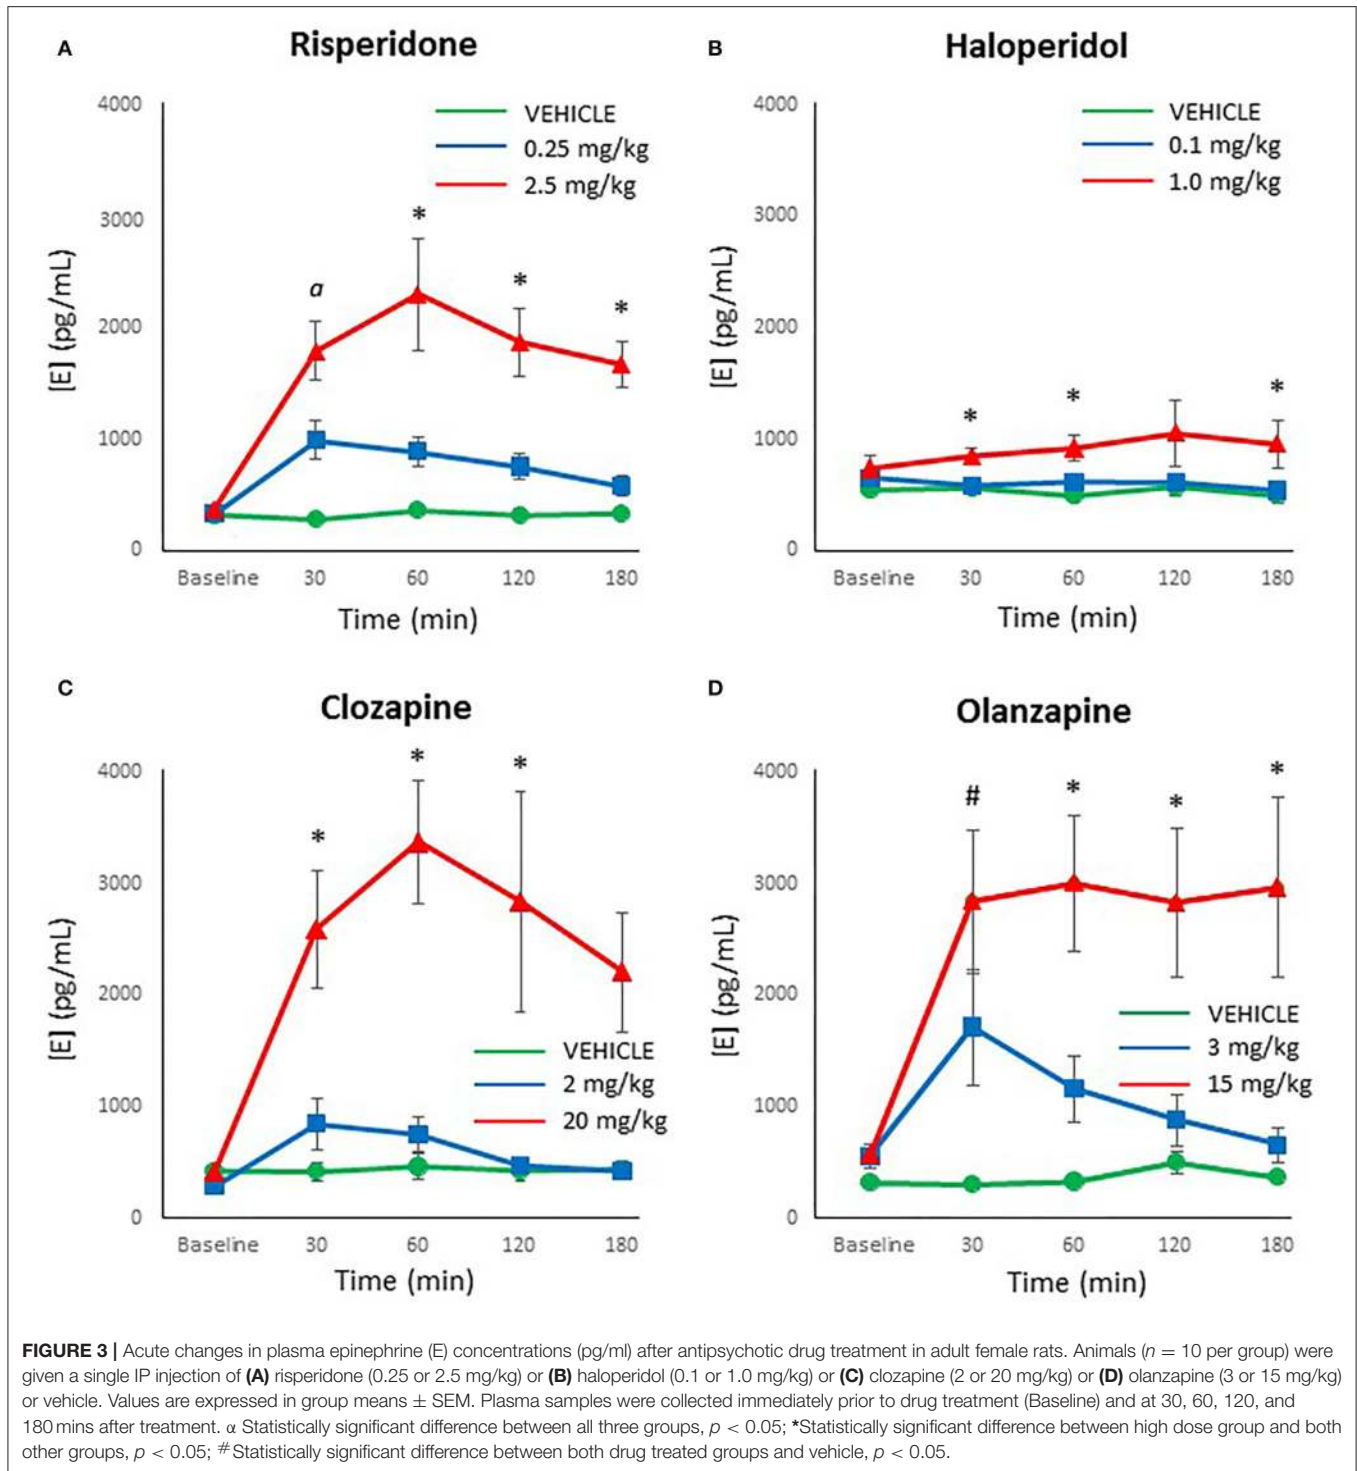 A
Risperidone
4000
3000
2000
1000
0
[E] (pg/mL)
VEHICLE
0.25 mg/kg
2.5 mg/kg
a
*
*
*
Baseline 30 60 120 180
Time (min)
B
Haloperidol
4000
3000
2000
1000
0
[E] (pg/mL)
VEHICLE
0.1 mg/kg
1.0 mg/kg
*
*
*
Baseline 30 60 120 180
Time (min)
C
Clozapine
4000
3000
2000
1000
0
[E] (pg/mL)
*
*
*
VEHICLE
2 mg/kg
20 mg/kg
Baseline 30 60 120 180
Time (min)
D
Olanzapine
4000
3000
2000
1000
0
[E] (pg/mL)
#
*
*
*
VEHICLE
3 mg/kg
15 mg/kg
Baseline 30 60 120 180
Time (min)
FIGURE 3 | Acute changes in plasma epinephrine (E) concentrations (pg/ml) after antipsychotic drug treatment in adult female rats. Animals (n = 10 per group) were
given a single IP injection of (A) risperidone (0.25 or 2.5 mg/kg) or (B) haloperidol (0.1 or 1.0 mg/kg) or (C) clozapine (2 or 20 mg/kg) or (D) olanzapine (3 or 15 mg/kg)
or vehicle. Values are expressed in group means ± SEM. Plasma samples were collected immediately prior to drug treatment (Baseline) and at 30, 60, 120, and
180 mins after treatment. α Statistically significant difference between all three groups, p < 0.05; *Statistically significant difference between high dose group and both
other groups, p < 0.05; #Statistically significant difference between both drug treated groups and vehicle, p < 0.05.